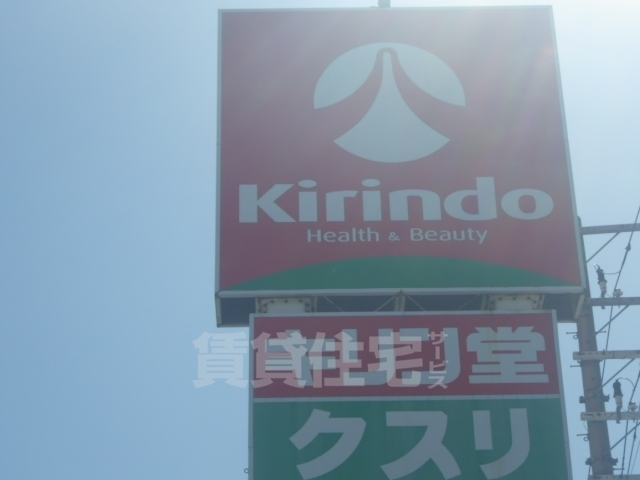 Kirindo
Health & Beauty
堂
賃貸住宅サービス
クスリ